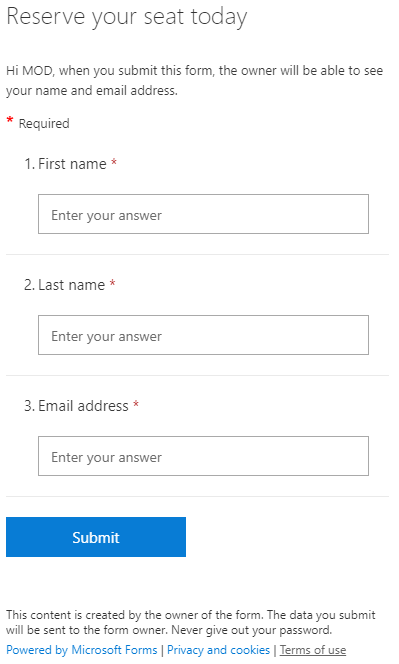 Reserve your seat today
Hi MOD, when you submit this form, the owner will be able to see
your name and email address.
* Required
1. First name *
Enter your answer
2. Last name *
Enter your answer
3. Email address *
Enter your answer
Submit
This content is created by the owner of the form. The data you submit
will be sent to the form owner. Never give out your password.
Powered by Microsoft Forms | Privacy and cookies | Terms of use